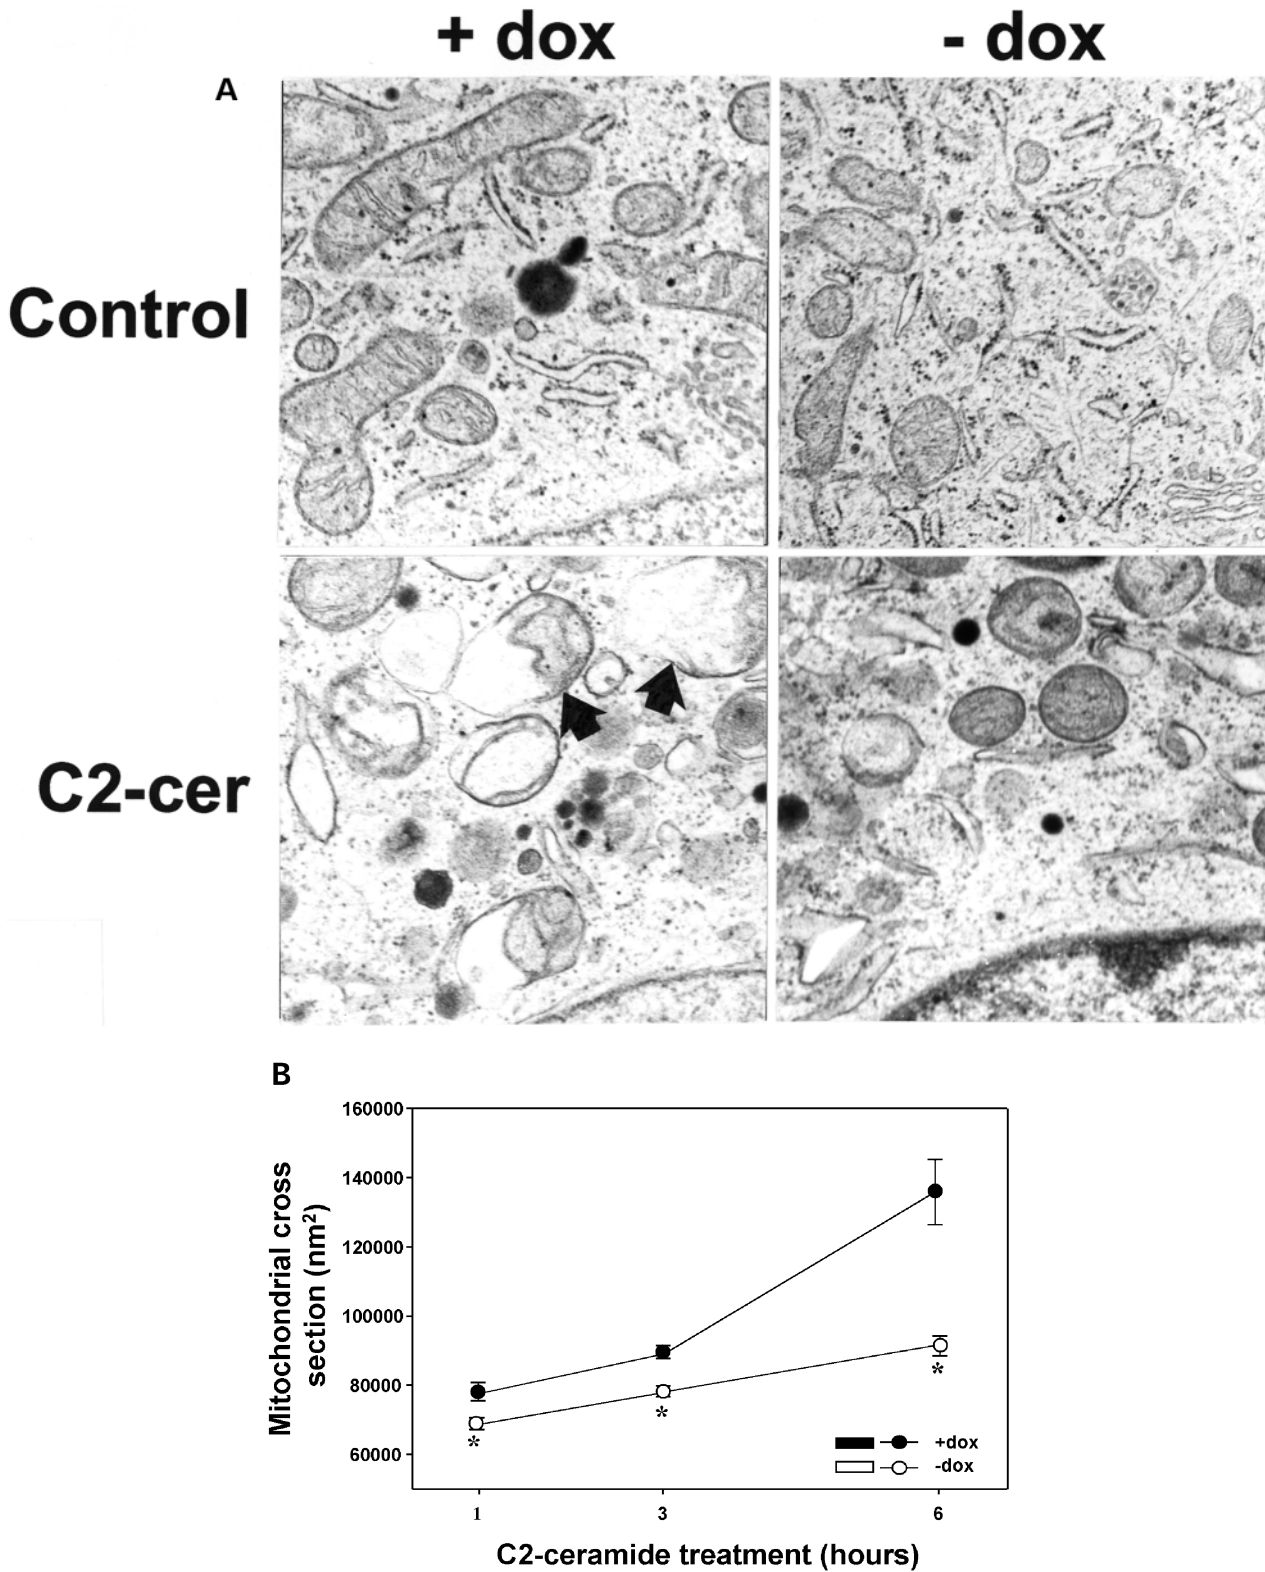 + dox
- dox
A
Control
C2-cer
B
160000
140000
120000
100000
80000
60000
Mitochondrial cross
section (nm²)
*
*
*
+dox
-dox
1
3
6
C2-ceramide treatment (hours)